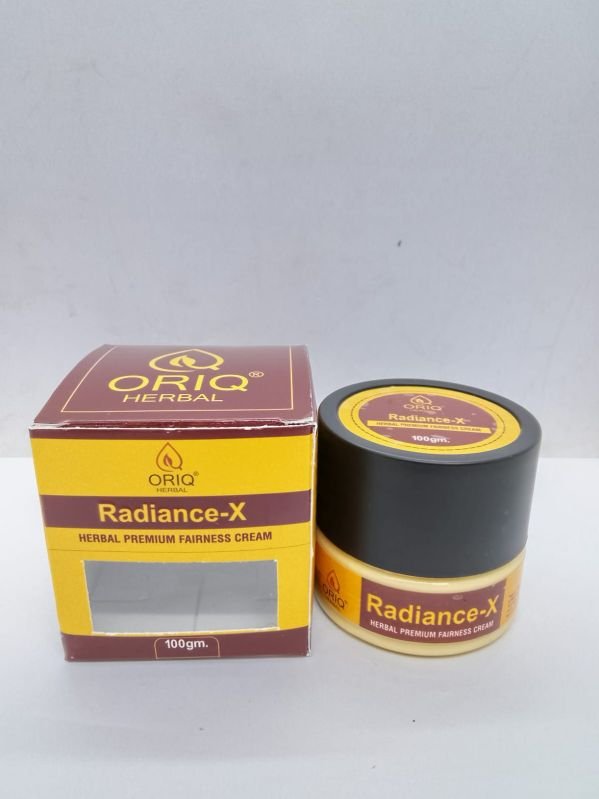 ORIQ®
HERBAL
ORIQ®
HERBAL
Radiance-X
HERBAL PREMIUM FAIRNESS CREAM
100gm.
ORIQ
Radiance-X
HERBAL PREMIUM FAIRNESS CREAM
100gm.
ORIQ®
Radiance-X
HERBAL PREMIUM FAIRNESS CREAM